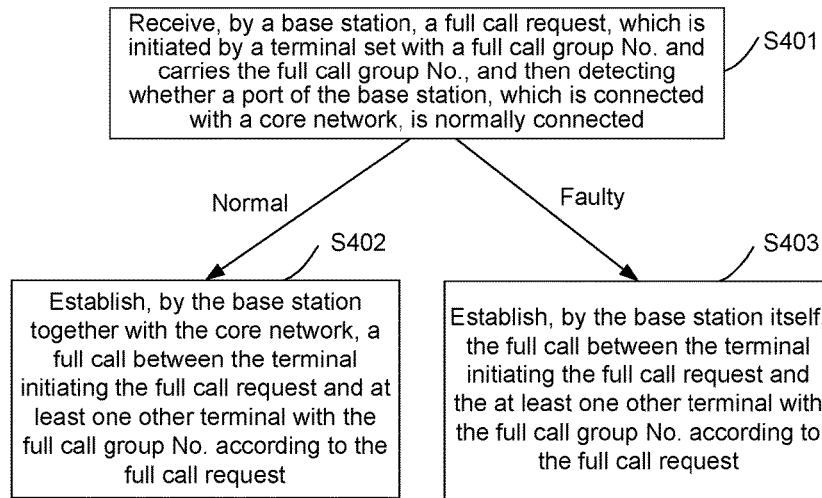 Receive, by a base station, a full call request, which is
initiated by a terminal set with a full call group No. and
carries the full call group No., and then detecting
whether a port of the base station, which is connected
with a core network, is normally connected
S401
Normal
Faulty
S402
S403
Establish, by the base station
together with the core network, a
full call between the terminal
initiating the full call request and at
least one other terminal with the
full call group No. according to the
full call request
Establish, by the base station itself,
the full call between the terminal
initiating the full call request and
the at least one other terminal with
the full call group No. according to
the full call request